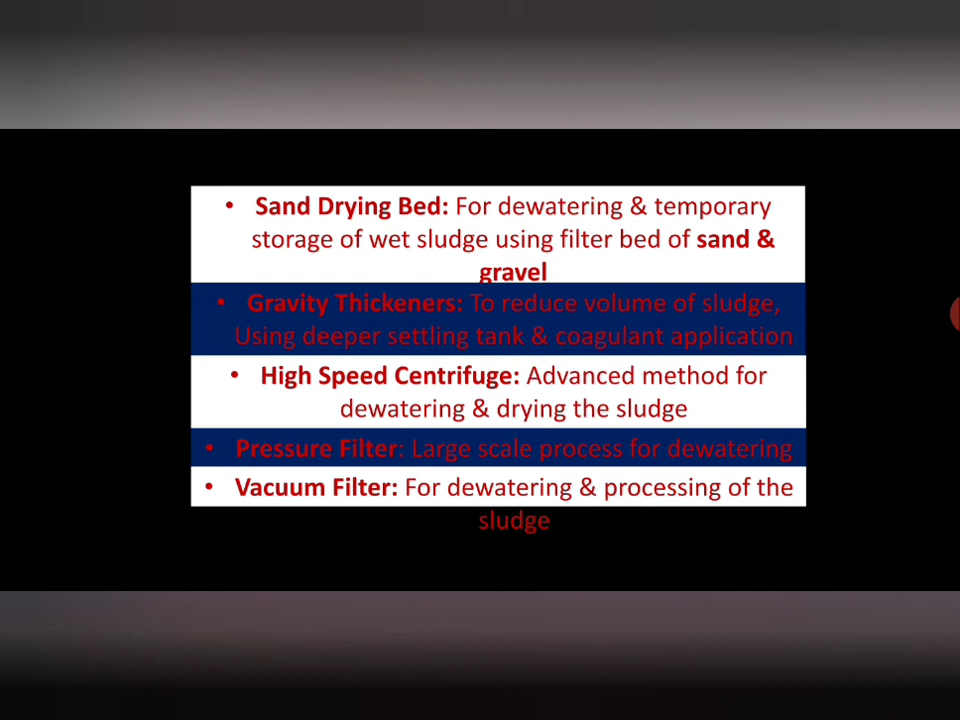 • Sand Drying Bed: For dewatering & temporary
storage of wet sludge using filter bed of sand &
gravel
• Gravity Thickeners: To reduce volume of sludge,
Using deeper settling tank & coagulant application
• High Speed Centrifuge: Advanced method for
dewatering & drying the sludge
• Pressure Filter: Large scale process for dewatering
• Vacuum Filter: For dewatering & processing of the
sludge